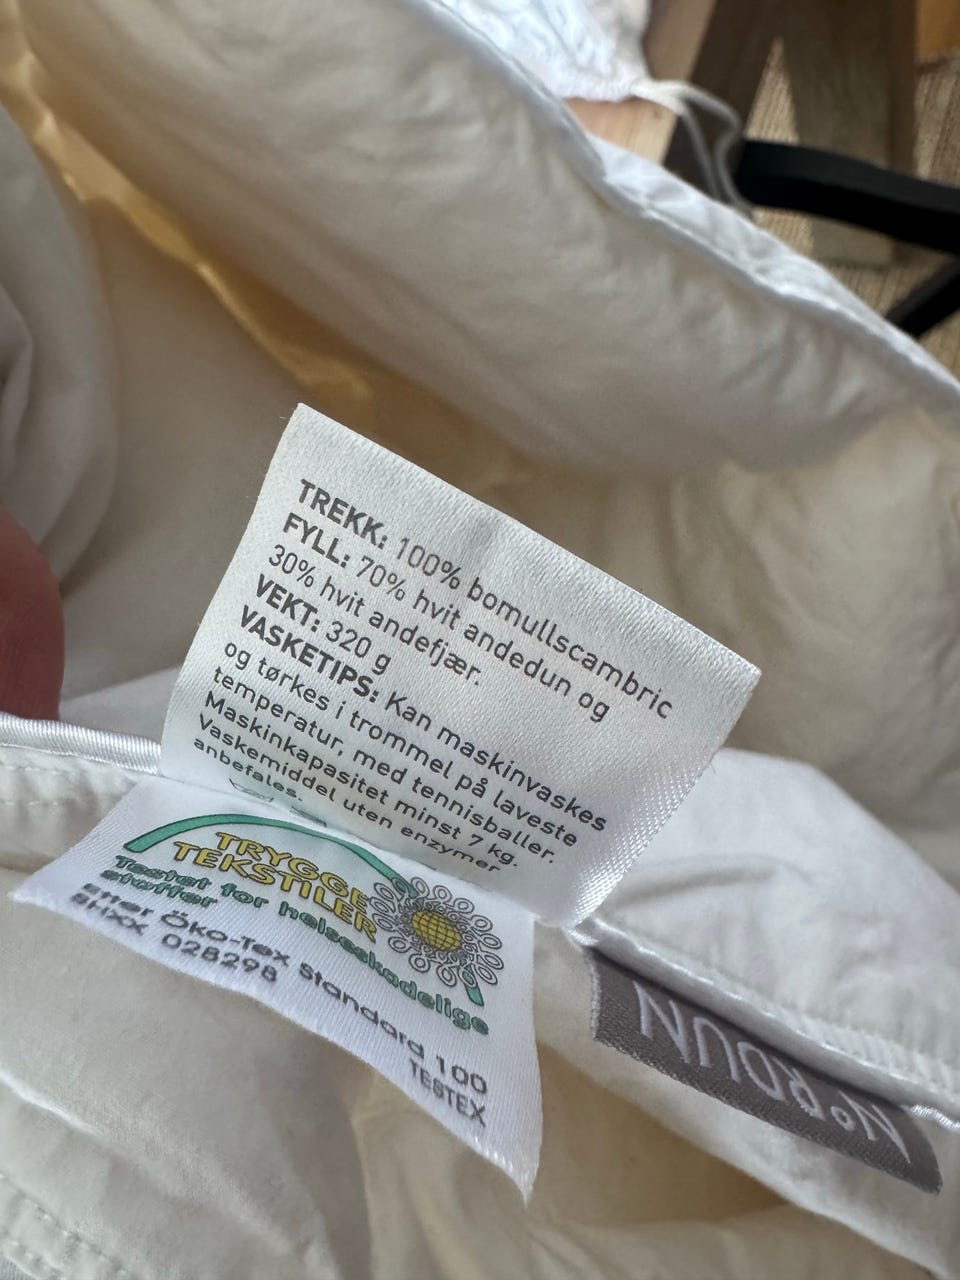 TREKK: 100% bomullscambric
FYLL: 70% hvit andedun og
30% hvit andefjær.
VEKT: 320 g
VASKETIPS: Kan maskinvaskes
og tørkes i trommel på laveste
temperatur, med tennisballer.
Maskinkapasitet minst 7 kg.
Vaskemiddel uten enzymer
anbefales.
TRYGGE
TEKSTILER
Testet for helseskadelige
stoffer
Etter Öko-Tex Standard 100
SHXX 028298 TESTEX
NºRDUN